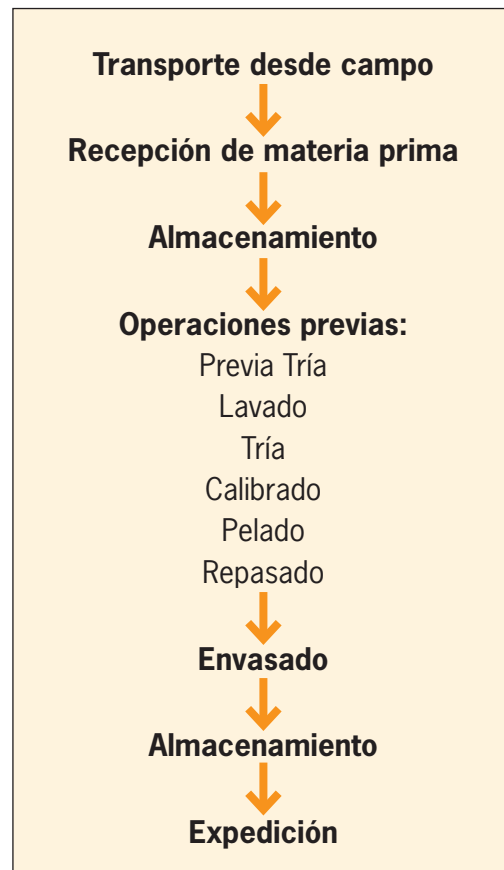 Transporte desde campo
Recepción de materia prima
Almacenamiento
Operaciones previas:
Previa Tría
Lavado
Tría
Calibrado
Pelado
Repasado
Envasado
Almacenamiento
Expedición